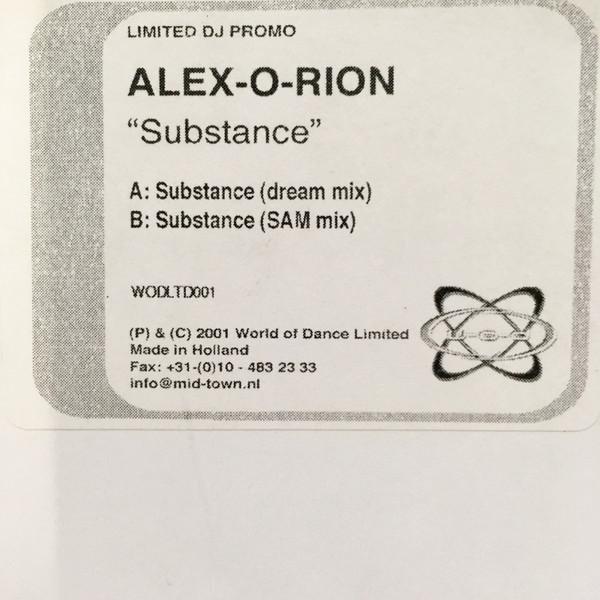 LIMITED DJ PROMO
ALEX-O-RION
“Substance”
A: Substance (dream mix)
B: Substance (SAM mix)
WODLTD001
(P) & (C) 2001 World of Dance Limited
Made in Holland
Fax: +31-(0)10 - 483 23 33
info@mid-town.nl